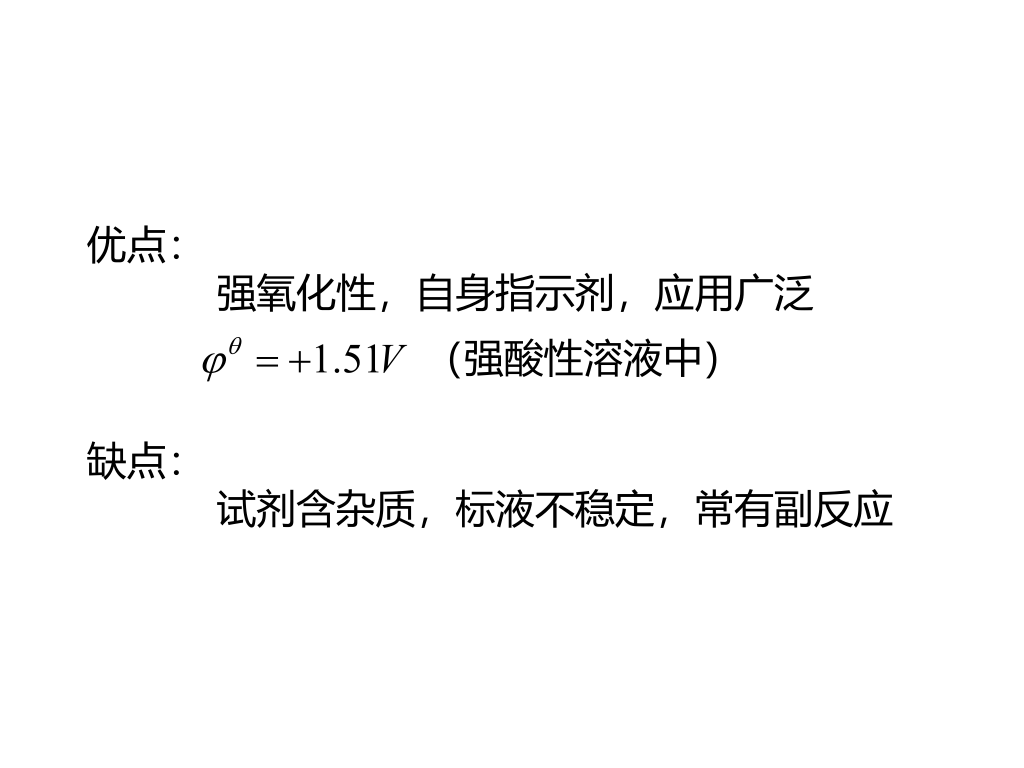 优点：
强氧化性，自身指示剂，应用广泛
φ^θ = +1.51V （强酸性溶液中）
缺点：
试剂含杂质，标液不稳定，常有副反应